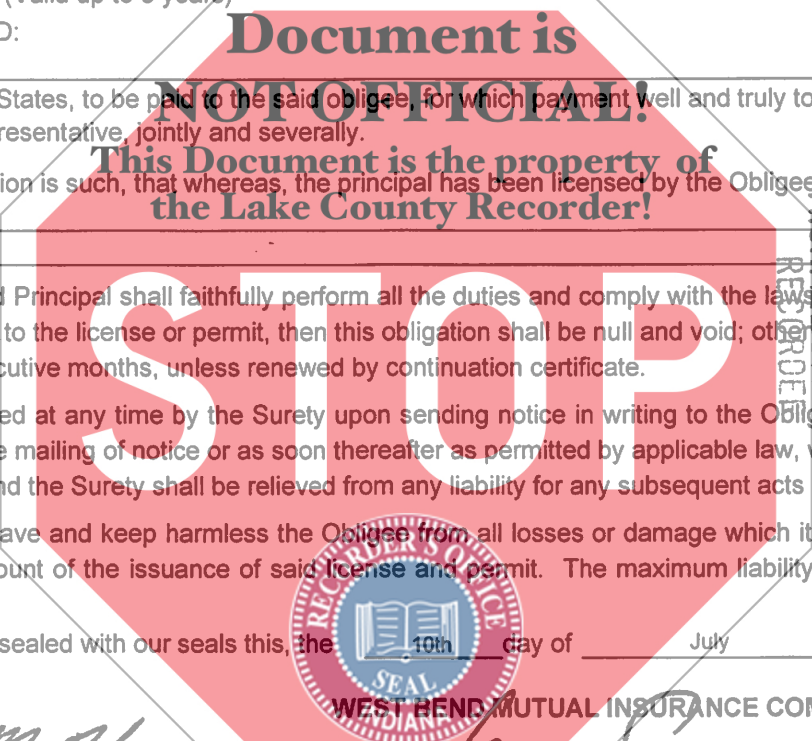 (Valid up to 5 years)
D:
Document is
NOT OFFICIAL!
States, to be paid to the said obligee, for which payment well and truly to
resentative, jointly and severally.
This Document is the property of
ion is such, that whereas, the principal has been licensed by the Obligee
the Lake County Recorder!
STOP
d Principal shall faithfully perform all the duties and comply with the laws
to the license or permit, then this obligation shall be null and void; other
cutive months, unless renewed by continuation certificate.
RECORDED
ed at any time by the Surety upon sending notice in writing to the Oblig
e mailing of notice or as soon thereafter as permitted by applicable law, w
nd the Surety shall be relieved from any liability for any subsequent acts
ave and keep harmless the Obligee from all losses or damage which it
ount of the issuance of said license and permit. The maximum liability
RECORDER'S OFFICE
sealed with our seals this, the 10th day of July
SEAL
INDIANA
WEST BEND MUTUAL INSURANCE COM